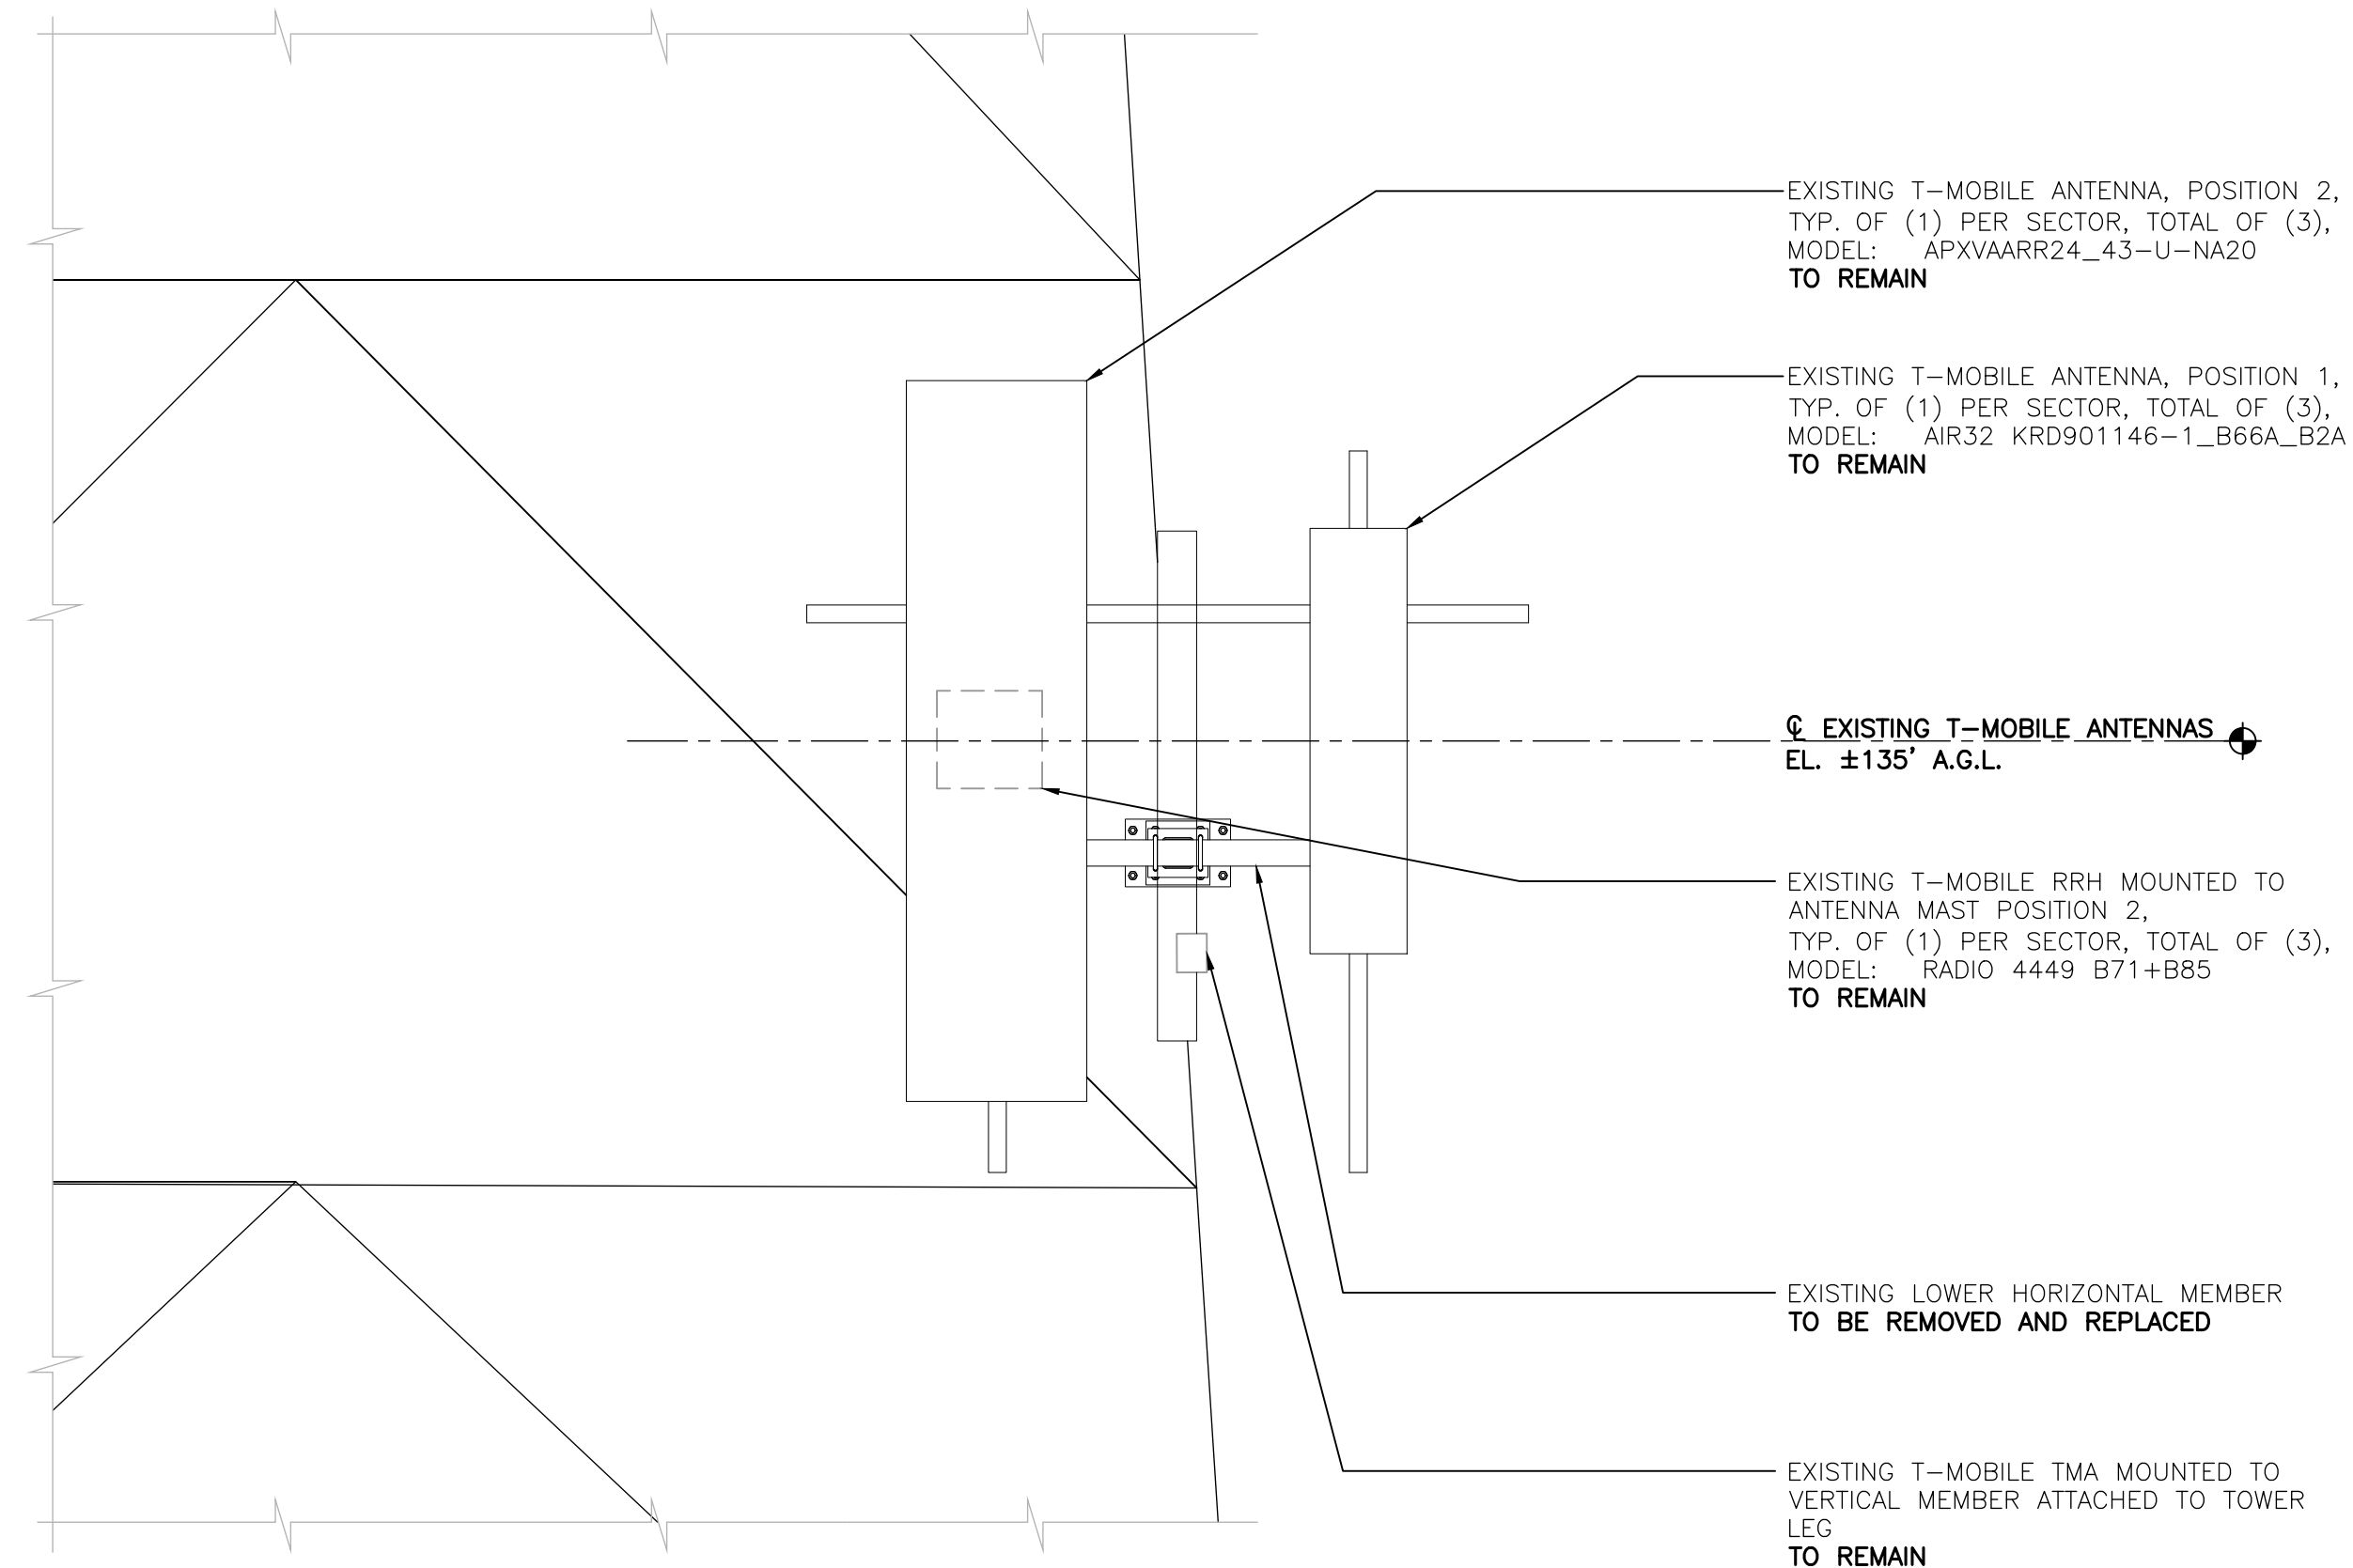 EXISTING T-MOBILE ANTENNA, POSITION 2,
TYP. OF (1) PER SECTOR, TOTAL OF (3),
MODEL: APXVAARR24_43-U-NA20
TO REMAIN
EXISTING T-MOBILE ANTENNA, POSITION 1,
TYP. OF (1) PER SECTOR, TOTAL OF (3),
MODEL: AIR32 KRD901146-1_B66A_B2A
TO REMAIN
℄ EXISTING T-MOBILE ANTENNAS
EL. ±135' A.G.L.
EXISTING T-MOBILE RRH MOUNTED TO
ANTENNA MAST POSITION 2,
TYP. OF (1) PER SECTOR, TOTAL OF (3),
MODEL: RADIO 4449 B71+B85
TO REMAIN
EXISTING LOWER HORIZONTAL MEMBER
TO BE REMOVED AND REPLACED
EXISTING T-MOBILE TMA MOUNTED TO
VERTICAL MEMBER ATTACHED TO TOWER
LEG
TO REMAIN